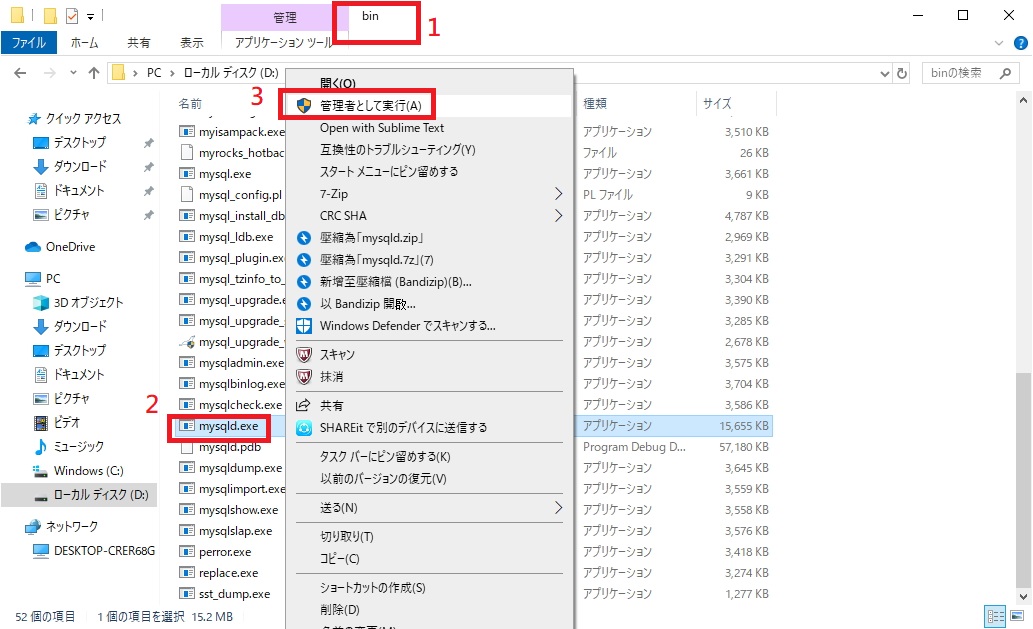 管理
bin
1
ファイル
ホーム
共有
表示
アプリケーション ツール
PC
ローカル ディスク (D:)
binの検索
クイック アクセス
デスクトップ
ダウンロード
ドキュメント
ピクチャ
OneDrive
PC
3D オブジェクト
ダウンロード
デスクトップ
ドキュメント
ピクチャ
ビデオ
ミュージック
Windows (C:)
ローカル ディスク (D:)
ネットワーク
DESKTOP-CRER68G
名前
種類
サイズ
myisampack.exe
アプリケーション
3,510 KB
myrocks_hotbac
ファイル
26 KB
mysql.exe
アプリケーション
3,661 KB
mysql_config.pl
PL ファイル
9 KB
mysql_install_db
アプリケーション
4,787 KB
mysql_ldb.exe
アプリケーション
2,969 KB
mysql_plugin.exe
アプリケーション
3,291 KB
mysql_tzinfo_to_
アプリケーション
3,304 KB
mysql_upgrade.e
アプリケーション
3,390 KB
mysql_upgrade_
アプリケーション
3,285 KB
mysql_upgrade_
アプリケーション
2,678 KB
mysqladmin.exe
アプリケーション
3,575 KB
mysqlbinlog.exe
アプリケーション
3,704 KB
mysqlcheck.exe
アプリケーション
3,586 KB
2
mysqld.exe
アプリケーション
15,655 KB
mysqld.pdb
Program Debug D...
57,180 KB
mysqldump.exe
アプリケーション
3,645 KB
mysqlimport.exe
アプリケーション
3,559 KB
mysqlshow.exe
アプリケーション
3,558 KB
mysqlslap.exe
アプリケーション
3,576 KB
perror.exe
アプリケーション
3,418 KB
replace.exe
アプリケーション
3,274 KB
sst_dump.exe
アプリケーション
1,277 KB
開く(O)
3
管理者として実行(A)
Open with Sublime Text
互換性のトラブルシューティング(Y)
スタート メニューにピン留めする
7-Zip
CRC SHA
壓縮為「mysqld.zip」
壓縮為「mysqld.7z」(7)
新增至壓縮檔 (Bandizip)(B)...
以 Bandizip 開啟...
Windows Defender でスキャンする...
スキャン
抹消
共有
SHAREit で別のデバイスに送信する
タスク バーにピン留めする(K)
以前のバージョンの復元(V)
送る(N)
切り取り(T)
コピー(C)
ショートカットの作成(S)
削除(D)
名前の変更(M)
52 個の項目
1 個の項目を選択 15.2 MB